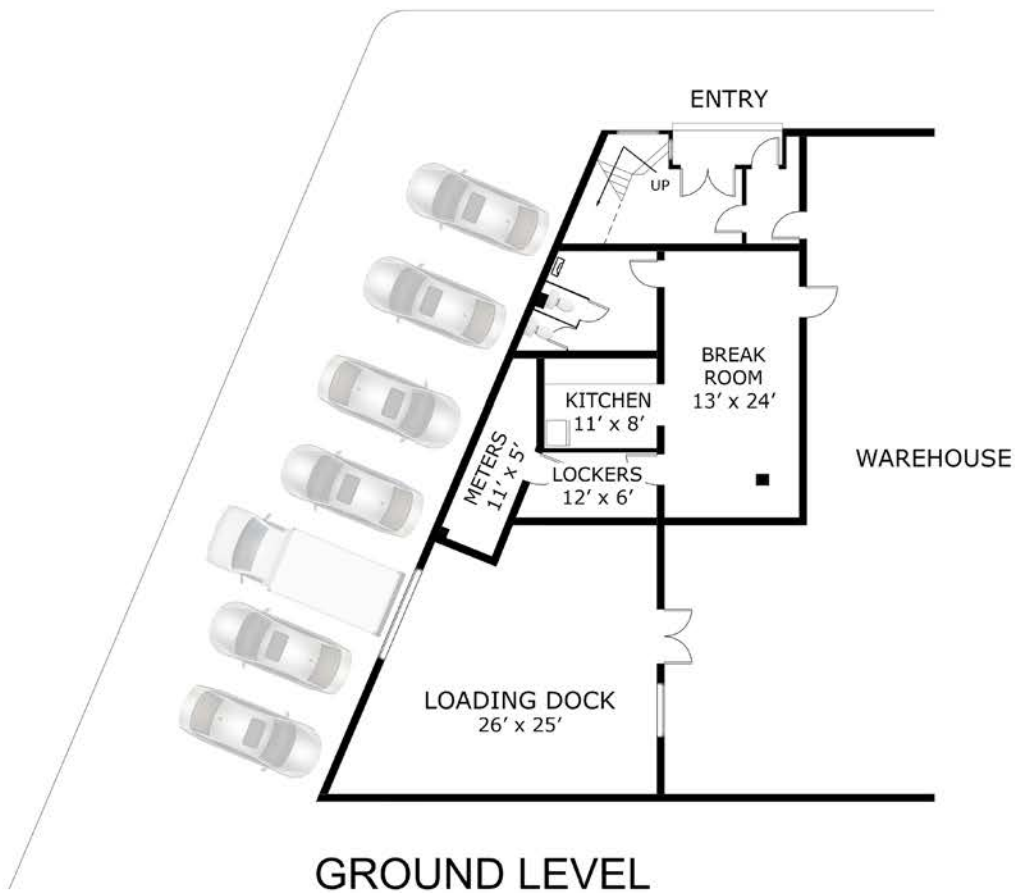 ENTRY
UP
BREAK
ROOM
13′ x 24′
KITCHEN
11′ x 8′
METERS
11′ x 5′
LOCKERS
12′ x 6′
WAREHOUSE
LOADING DOCK
26′ x 25′
GROUND LEVEL